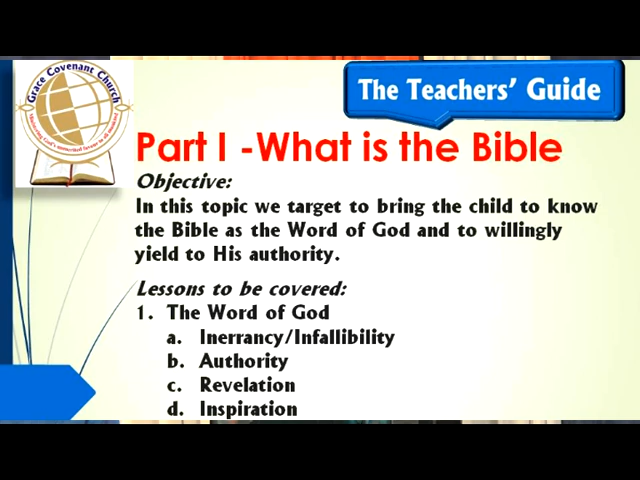 Grace Covenant Church
The Teachers' Guide
Part I -What is the Bible
Objective:
In this topic we target to bring the child to know
the Bible as the Word of God and to willingly
yield to His authority.
Lessons to be covered:
1. The Word of God
a. Inerrancy/Infallibility
b. Authority
c. Revelation
d. Inspiration